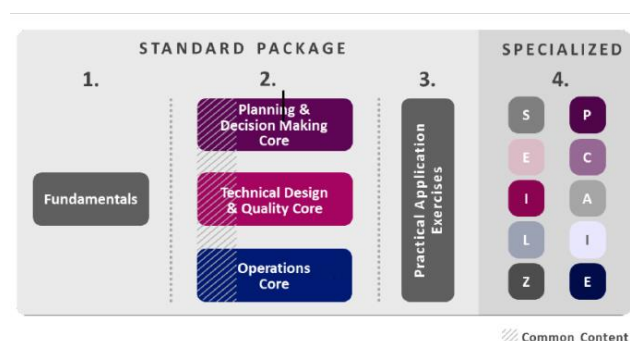 STANDARD PACKAGE
SPECIALIZED
1.
2.
3.
4.
Fundamentals
Planning &
Decision Making
Core
Technical Design
& Quality Core
Operations
Core
Practical Application
Exercises
S P
E C
I A
L I
Z E
Common Content